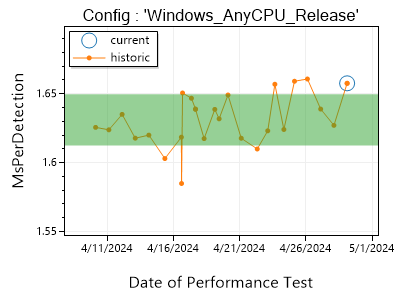 Config : 'Windows_AnyCPU_Release'
current
historic
MsPerDetection
1.65
1.6
1.55
4/11/2024 4/16/2024 4/21/2024 4/26/2024 5/1/2024
Date of Performance Test